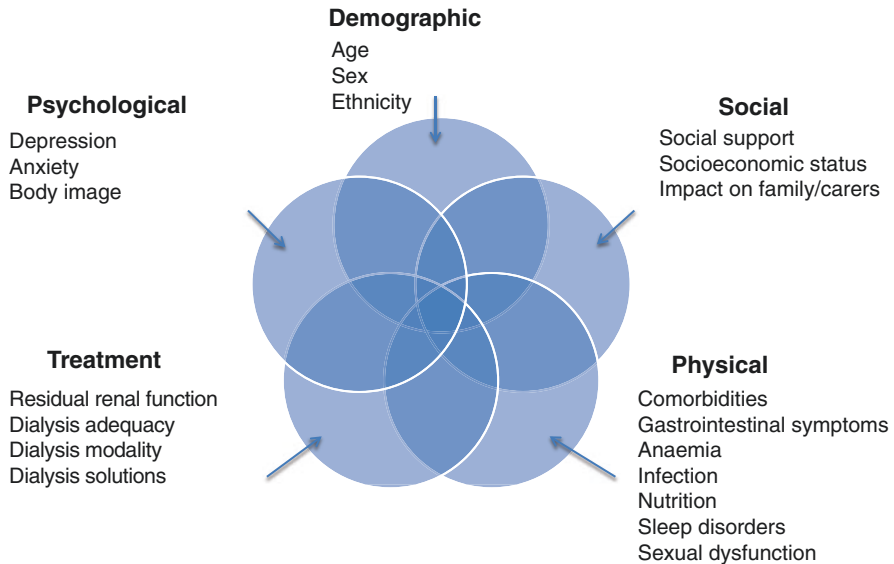 Demographic
Age
Sex
Ethnicity
Psychological
Depression
Anxiety
Body image
Social
Social support
Socioeconomic status
Impact on family/carers
Treatment
Residual renal function
Dialysis adequacy
Dialysis modality
Dialysis solutions
Physical
Comorbidities
Gastrointestinal symptoms
Anaemia
Infection
Nutrition
Sleep disorders
Sexual dysfunction